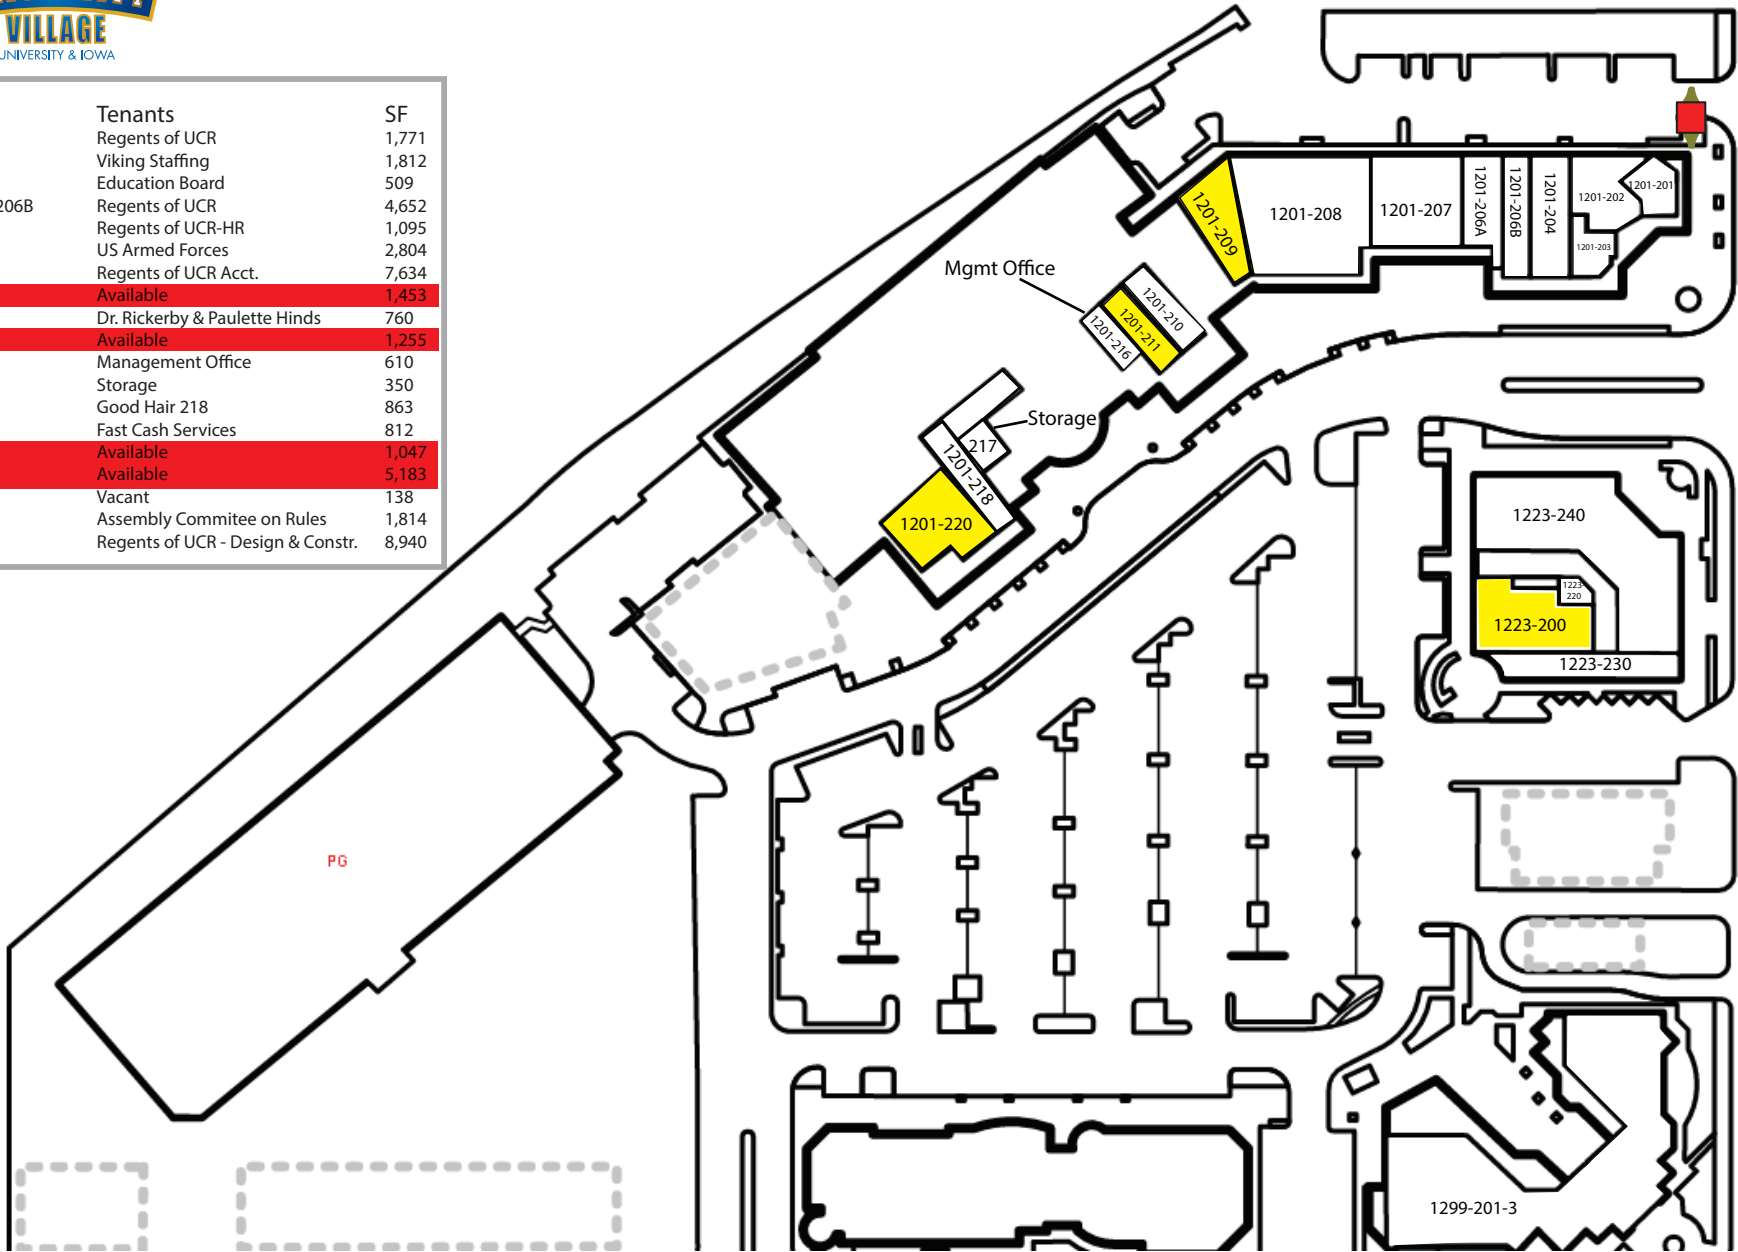 VILLAGE
UNIVERSITY & IOWA
Tenants SF
Regents of UCR 1,771
Viking Staffing 1,812
Education Board 509
206B Regents of UCR 4,652
Regents of UCR-HR 1,095
US Armed Forces 2,804
Regents of UCR Acct. 7,634
Available 1,453
Dr. Rickerby & Paulette Hinds 760
Available 1,255
Management Office 610
Storage 350
Good Hair 218 863
Fast Cash Services 812
Available 1,047
Available 5,183
Vacant 138
Assembly Commitee on Rules 1,814
Regents of UCR - Design & Constr. 8,940
1201-209
1201-208
1201-207
1201-206A
1201-206B
1201-204
1201-202
1201-201
1201-203
Mgmt Office
1201-210
1201-211
1201-216
Storage
217
1201-218
1201-220
1223-240
1223-
220
1223-200
1223-230
PG
1299-201-3